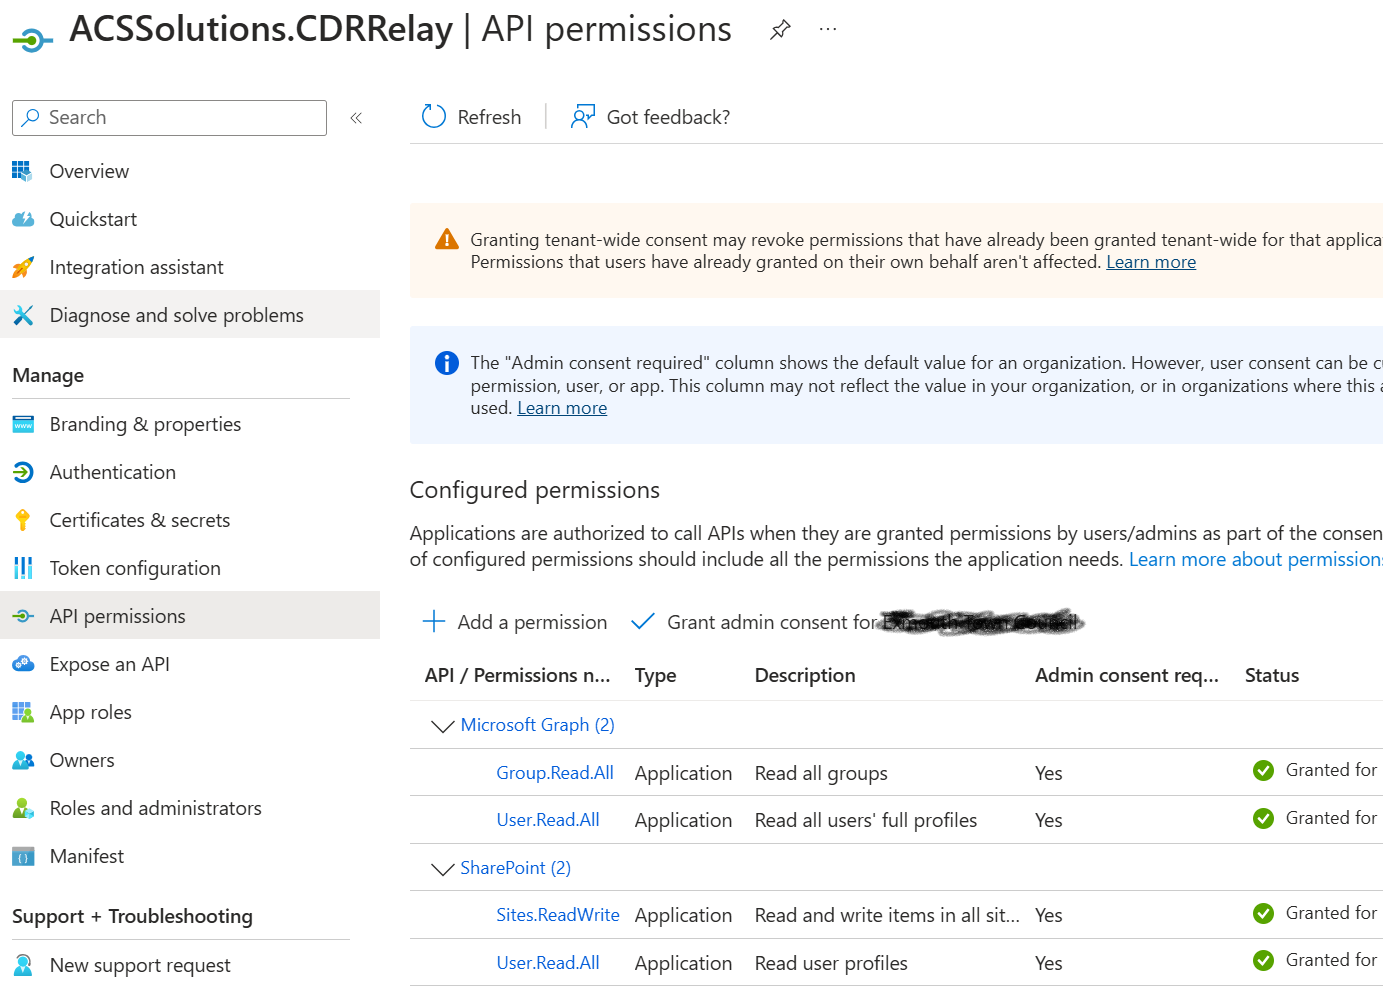 ACSSolutions.CDRRelay | API permissions
Search
Overview
Quickstart
Integration assistant
Diagnose and solve problems
Manage
Branding & properties
Authentication
Certificates & secrets
Token configuration
API permissions
Expose an API
App roles
Owners
Roles and administrators
Manifest
Support + Troubleshooting
New support request
Refresh
Got feedback?
Granting tenant-wide consent may revoke permissions that have already been granted tenant-wide for that applica
Permissions that users have already granted on their own behalf aren't affected. Learn more
The "Admin consent required" column shows the default value for an organization. However, user consent can be c
permission, user, or app. This column may not reflect the value in your organization, or in organizations where this a
used. Learn more
Configured permissions
Applications are authorized to call APIs when they are granted permissions by users/admins as part of the consen
of configured permissions should include all the permissions the application needs. Learn more about permissions
Add a permission Grant admin consent for
API / Permissions n... Type Description Admin consent req... Status
Microsoft Graph (2)
Group.Read.All Application Read all groups Yes Granted for
User.Read.All Application Read all users' full profiles Yes Granted for
SharePoint (2)
Sites.ReadWrite Application Read and write items in all sit... Yes Granted for
User.Read.All Application Read user profiles Yes Granted for